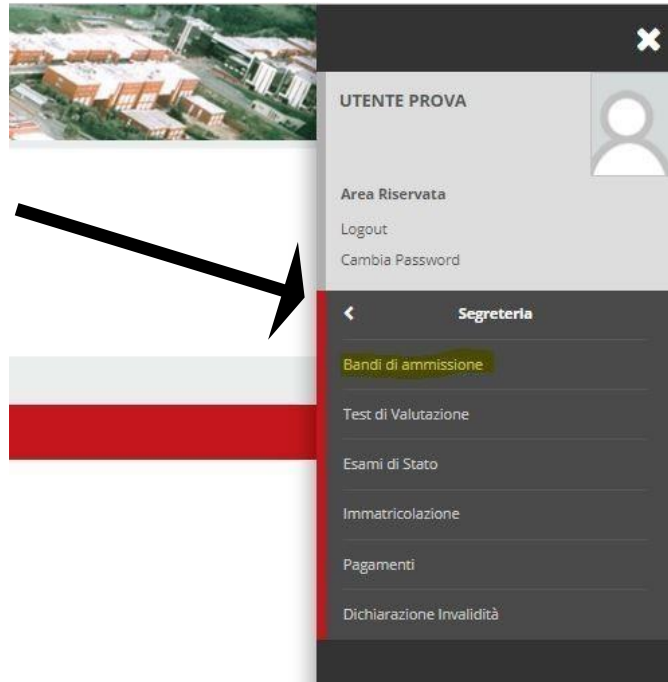 UTENTE PROVA
Area Riservata
Logout
Cambia Password
Segreteria
Bandi di ammissione
Test di Valutazione
Esami di Stato
Immatricolazione
Pagamenti
Dichiarazione Invalidità